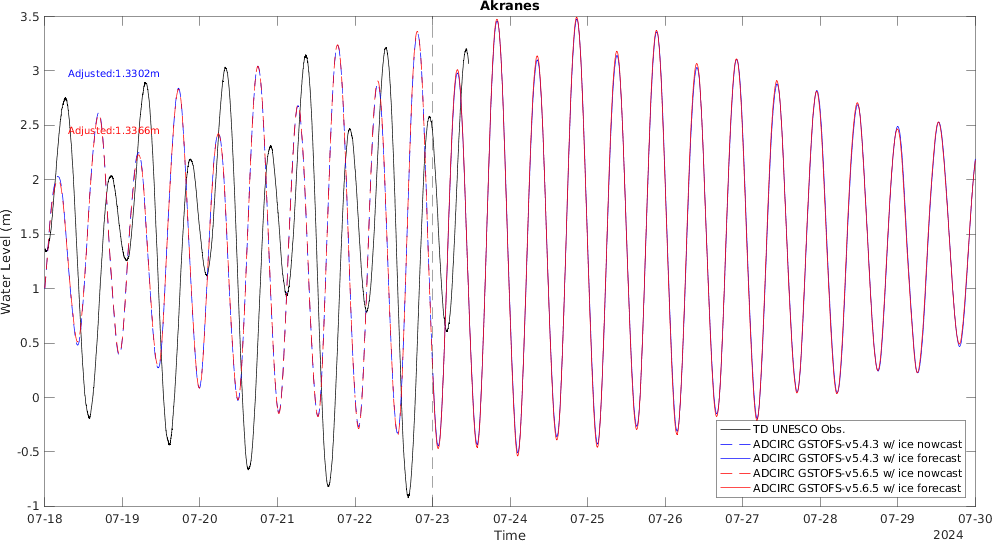 Akranes
3.5
3
2.5
2
1.5
1
0.5
0
-0.5
-1
Water Level (m)
Adjusted:1.3302m
Adjusted:1.3366m
TD UNESCO Obs.
ADCIRC GSTOFS-v5.4.3 w/ ice nowcast
ADCIRC GSTOFS-v5.4.3 w/ ice forecast
ADCIRC GSTOFS-v5.6.5 w/ ice nowcast
ADCIRC GSTOFS-v5.6.5 w/ ice forecast
07-18 07-19 07-20 07-21 07-22 07-23 07-24 07-25 07-26 07-27 07-28 07-29 07-30
Time
2024